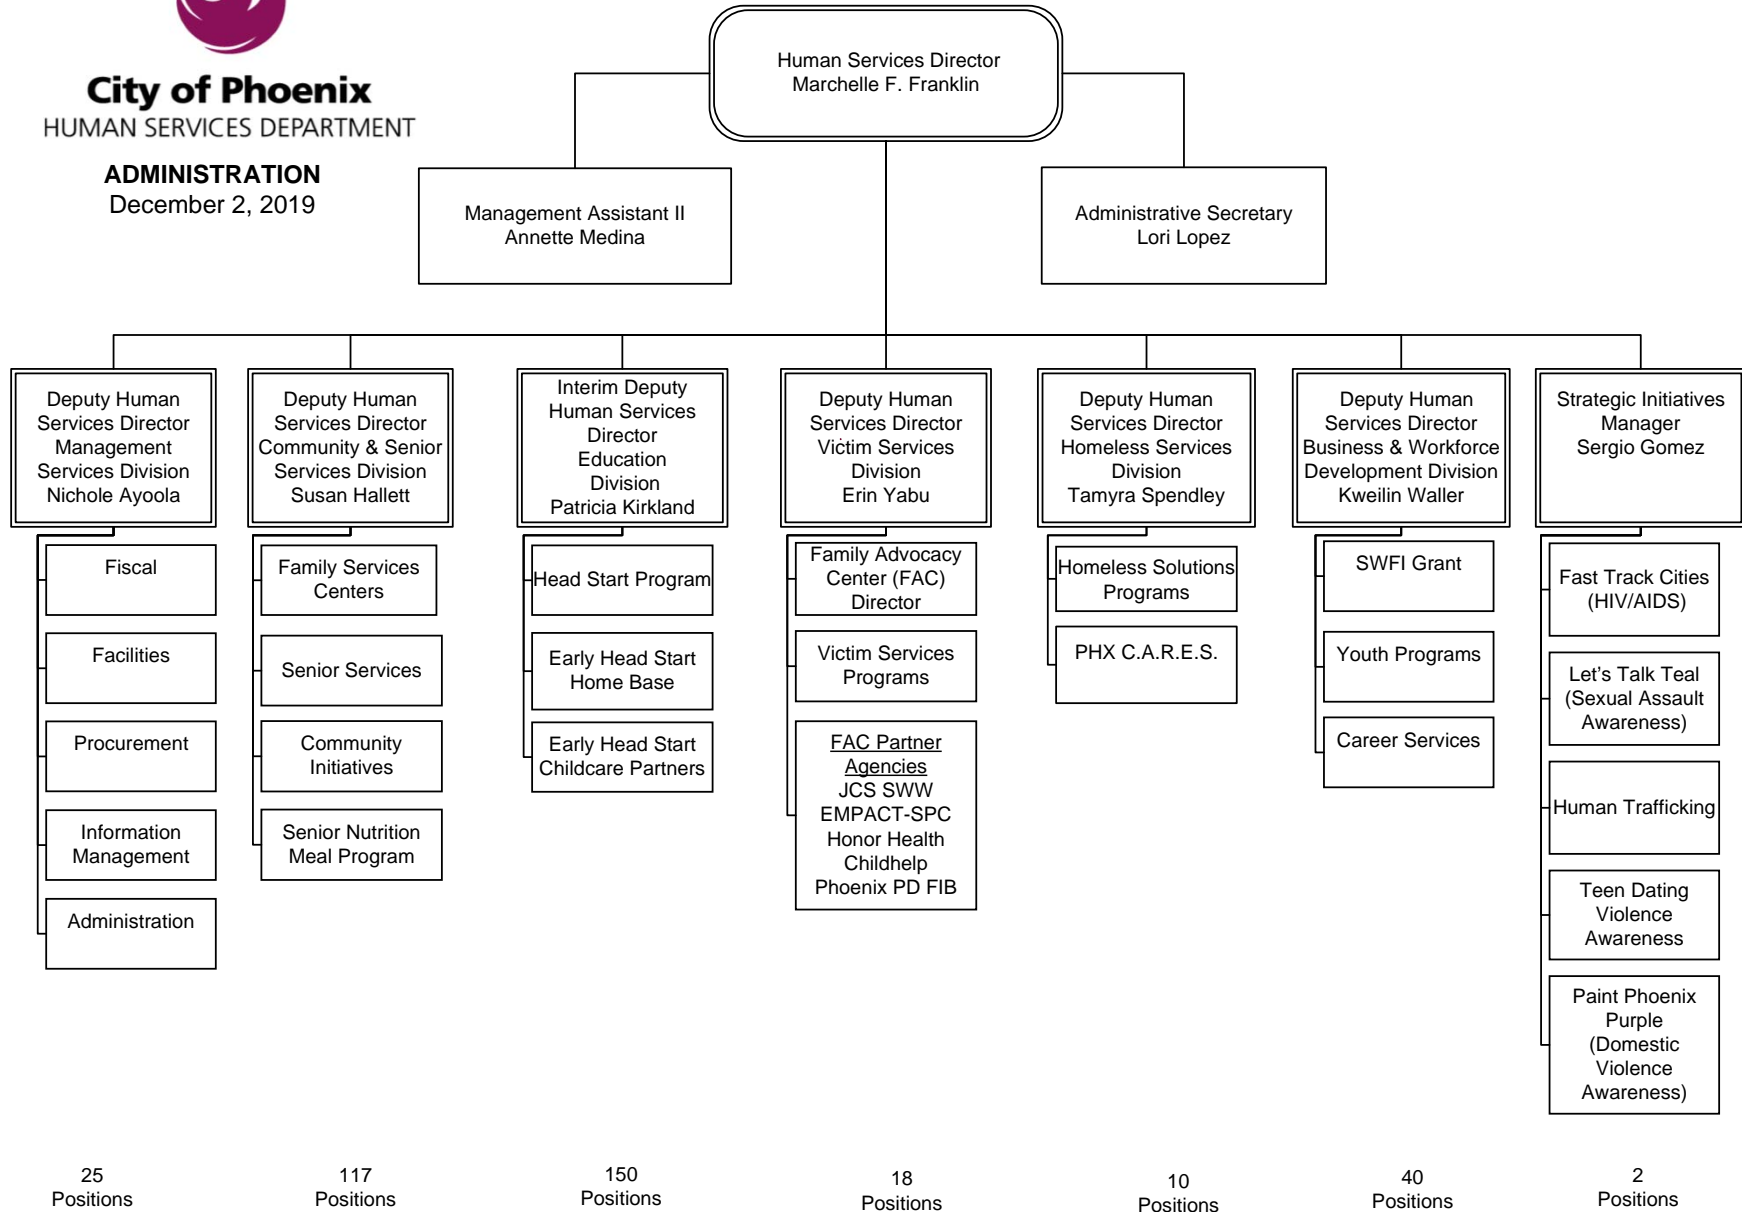 City of Phoenix
HUMAN SERVICES DEPARTMENT
ADMINISTRATION
December 2, 2019
Human Services Director
Marchelle F. Franklin
Management Assistant II
Annette Medina
Administrative Secretary
Lori Lopez
Deputy Human
Services Director
Management
Services Division
Nichole Ayoola
Deputy Human
Services Director
Community & Senior
Services Division
Susan Hallett
Interim Deputy
Human Services
Director
Education
Division
Patricia Kirkland
Deputy Human
Services Director
Victim Services
Division
Erin Yabu
Deputy Human
Services Director
Homeless Services
Division
Tamyra Spendley
Deputy Human
Services Director
Business & Workforce
Development Division
Kweilin Waller
Strategic Initiatives
Manager
Sergio Gomez
Fiscal
Facilities
Procurement
Information
Management
Administration
Family Services
Centers
Senior Services
Community
Initiatives
Senior Nutrition
Meal Program
Head Start Program
Early Head Start
Home Base
Early Head Start
Childcare Partners
Family Advocacy
Center (FAC)
Director
Victim Services
Programs
FAC Partner
Agencies
JCS SWW
EMPACT-SPC
Honor Health
Childhelp
Phoenix PD FIB
Homeless Solutions
Programs
PHX C.A.R.E.S.
SWFI Grant
Youth Programs
Career Services
Fast Track Cities
(HIV/AIDS)
Let’s Talk Teal
(Sexual Assault
Awareness)
Human Trafficking
Teen Dating
Violence
Awareness
Paint Phoenix
Purple
(Domestic
Violence
Awareness)
25
Positions
117
Positions
150
Positions
18
Positions
10
Positions
40
Positions
2
Positions